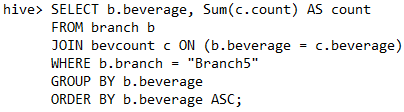 hive> SELECT b.beverage, Sum(c.count) AS count
FROM branch b
JOIN bevcount c ON (b.beverage = c.beverage)
WHERE b.branch = "Branch5"
GROUP BY b.beverage
ORDER BY b.beverage ASC;